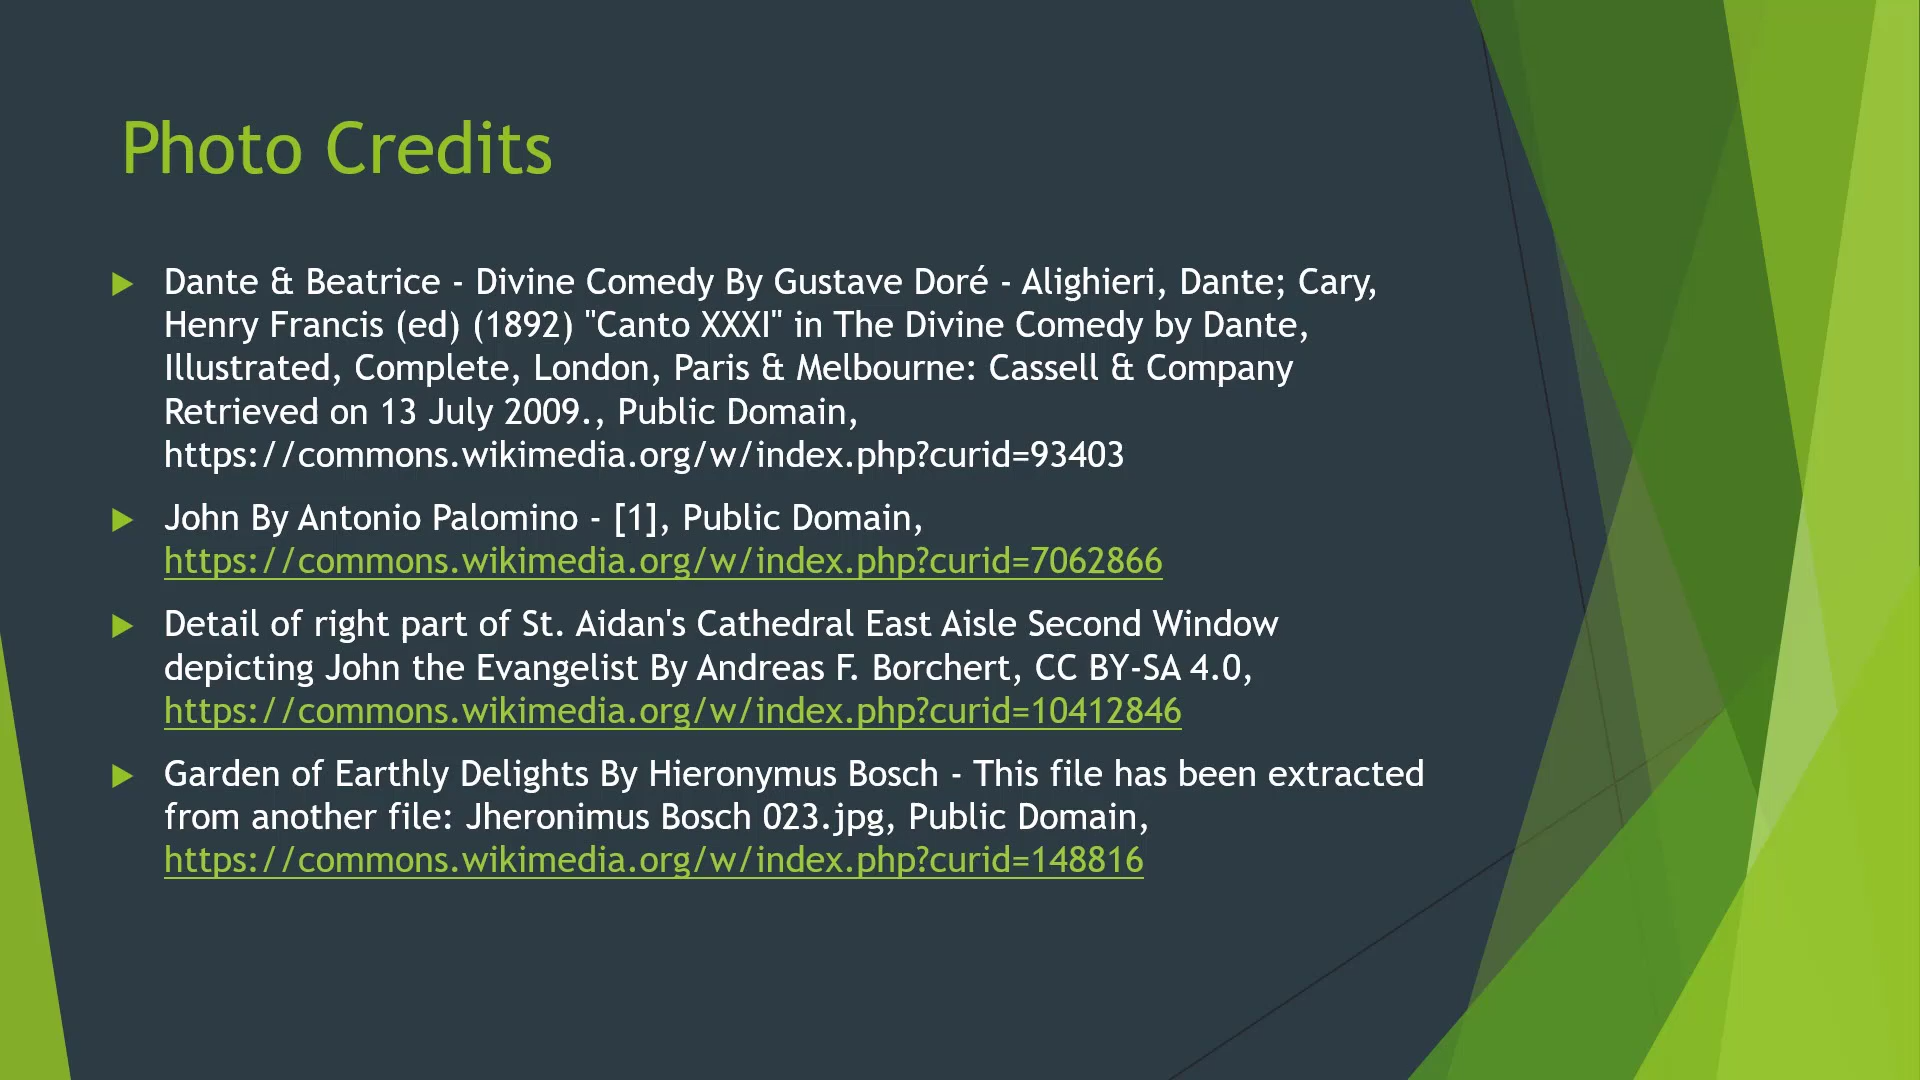 Photo Credits
Dante & Beatrice - Divine Comedy By Gustave Doré - Alighieri, Dante; Cary,
Henry Francis (ed) (1892) "Canto XXXI" in The Divine Comedy by Dante,
Illustrated, Complete, London, Paris & Melbourne: Cassell & Company
Retrieved on 13 July 2009., Public Domain,
https://commons.wikimedia.org/w/index.php?curid=93403
John By Antonio Palomino - [1], Public Domain,
https://commons.wikimedia.org/w/index.php?curid=7062866
Detail of right part of St. Aidan's Cathedral East Aisle Second Window
depicting John the Evangelist By Andreas F. Borchert, CC BY-SA 4.0,
https://commons.wikimedia.org/w/index.php?curid=10412846
Garden of Earthly Delights By Hieronymus Bosch - This file has been extracted
from another file: Jheronimus Bosch 023.jpg, Public Domain,
https://commons.wikimedia.org/w/index.php?curid=148816